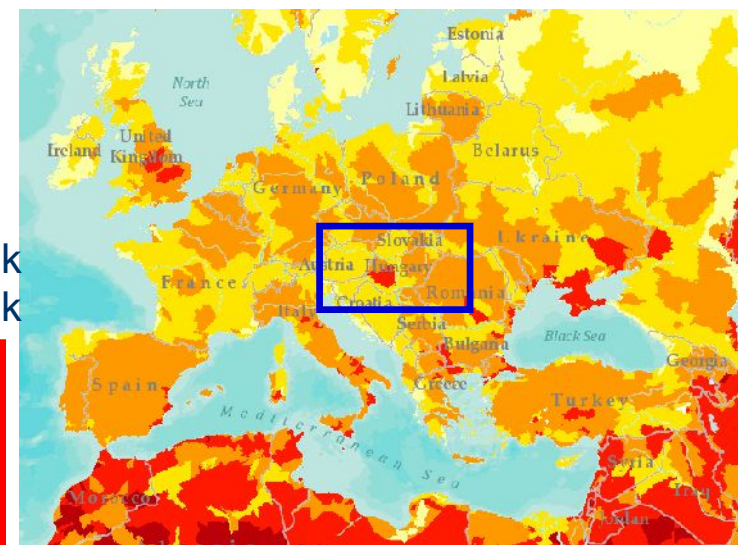 Estonia
North
Sea
Latvia
Lithuania
United
Kingdom
Ireland
Belarus
Poland
Germany
k
k
Slovakia
Ukraine
Austria
Hungary
France
Croatia
Romania
Italy
Serbia
Black Sea
Bulgaria
Georgia
Greece
Spain
Turkey
Mediterranean Sea
Syria
Iraq
Morocco
Jordan